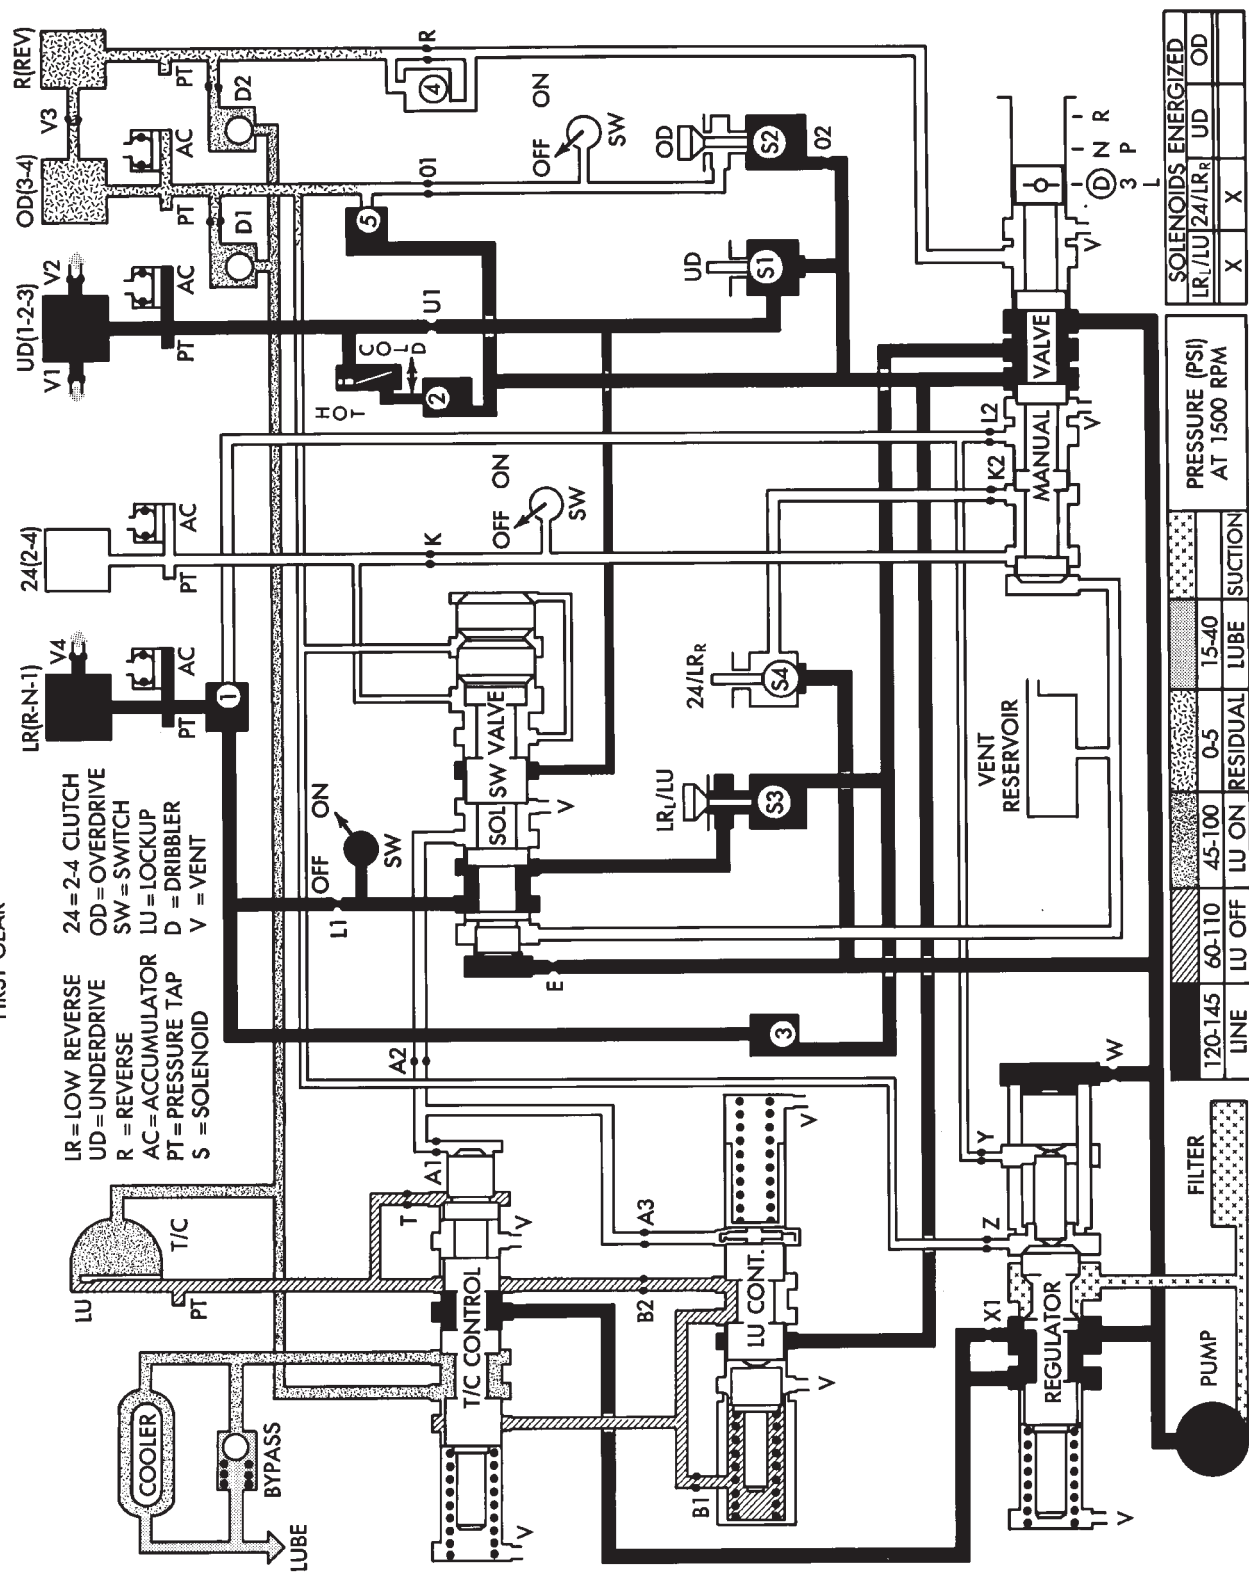 FIRST GEAR
LR = LOW REVERSE
UD = UNDERDRIVE
R = REVERSE
AC = ACCUMULATOR
PT = PRESSURE TAP
S = SOLENOID
24 = 2-4 CLUTCH
OD = OVERDRIVE
SW = SWITCH
LU = LOCKUP
D = DRIBBLER
V = VENT
LR(R-N-1)
24(2-4)
UD(1-2-3)
OD(3-4)
R(REV)
V4
V1
V2
V3
PT
AC
PT
AC
PT
AC
PT
AC
PT
D1
D2
1
LU
T/C
PT
COOLER
BYPASS
LUBE
T
A1
A2
L1
OFF
ON
SW
K
OFF
ON
SW
HOT
COLD
2
U1
5
O1
OFF
ON
SW
4
R
T/C CONTROL
V
V
SOL SW VALVE
V
E
B2
A3
B1
LU CONT.
V
V
3
LRL/LU
S3
24/LRR
S4
UD
S1
OD
S2
O2
VENT
RESERVOIR
K2
L2
MANUAL
VALVE
V
V
D N R
3 P
L
X1
Z
Y
W
REGULATOR
V
PUMP
FILTER
120-145
LINE
60-110
LU OFF
45-100
LU ON
0-5
RESIDUAL
15-40
LUBE
SUCTION
PRESSURE (PSI)
AT 1500 RPM
SOLENOIDS ENERGIZED
LRL/LU 24/LRR UD OD
X X